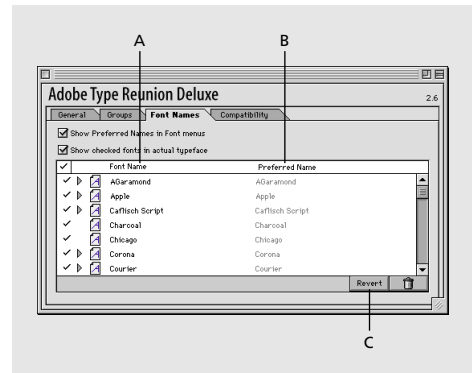 A B
Adobe Type Reunion Deluxe 2.6
General Groups Font Names Compatibility
Show Preferred Names in Font menus
Show checked fonts in actual typeface
Font Name Preferred Name
AGaramond AGaramond
Apple Apple
Caflisch Script Caflisch Script
Charcoal Charcoal
Chicago Chicago
Corona Corona
Courier Courier
Revert
C